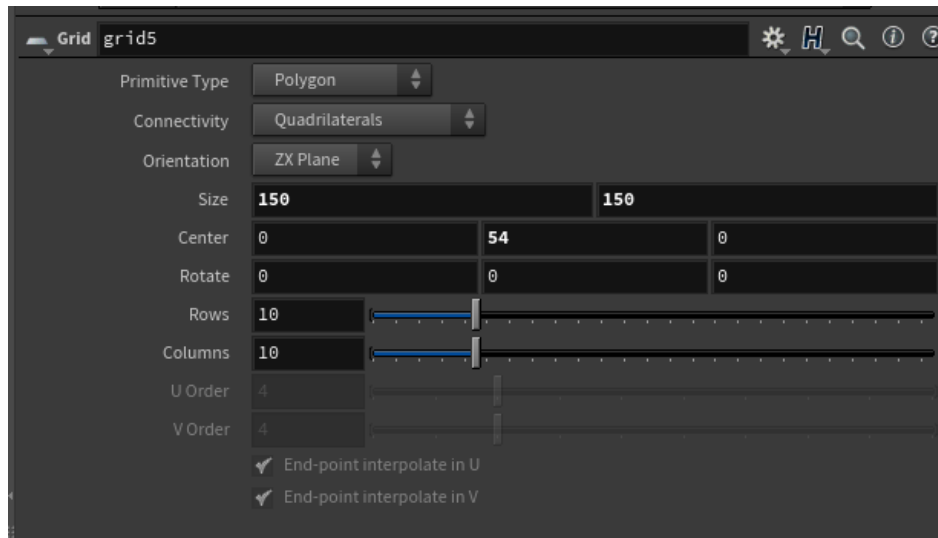 Grid grid5
Primitive Type Polygon
Connectivity Quadrilaterals
Orientation ZX Plane
Size 150 150
Center 0 54 0
Rotate 0 0 0
Rows 10
Columns 10
U Order 4
V Order 4
End-point interpolate in U
End-point interpolate in V